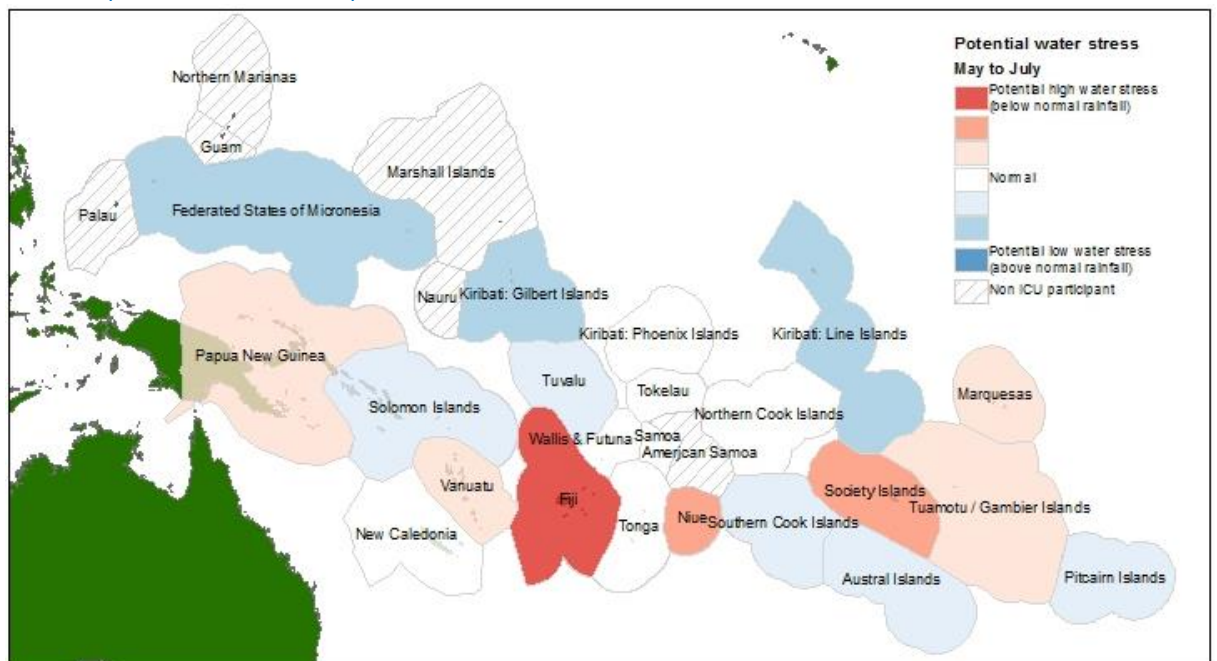 Potential water stress
May to July
Potential high water stress
(below normal rainfall)
Normal
Potential low water stress
(above normal rainfall)
Non ICU participant
Northern Marianas
Guam
Marshall Islands
Palau
Federated States of Micronesia
Nauru
Kiribati: Gilbert Islands
Kiribati: Phoenix Islands
Kiribati: Line Islands
Papua New Guinea
Tuvalu
Tokelau
Marquesas
Solomon Islands
Northern Cook Islands
Wallis & Futuna
Samoa
American Samoa
Vanuatu
Society Islands
Fiji
Tuamotu / Gambier Islands
New Caledonia
Tonga
Niue
Southern Cook Islands
Austral Islands
Pitcairn Islands